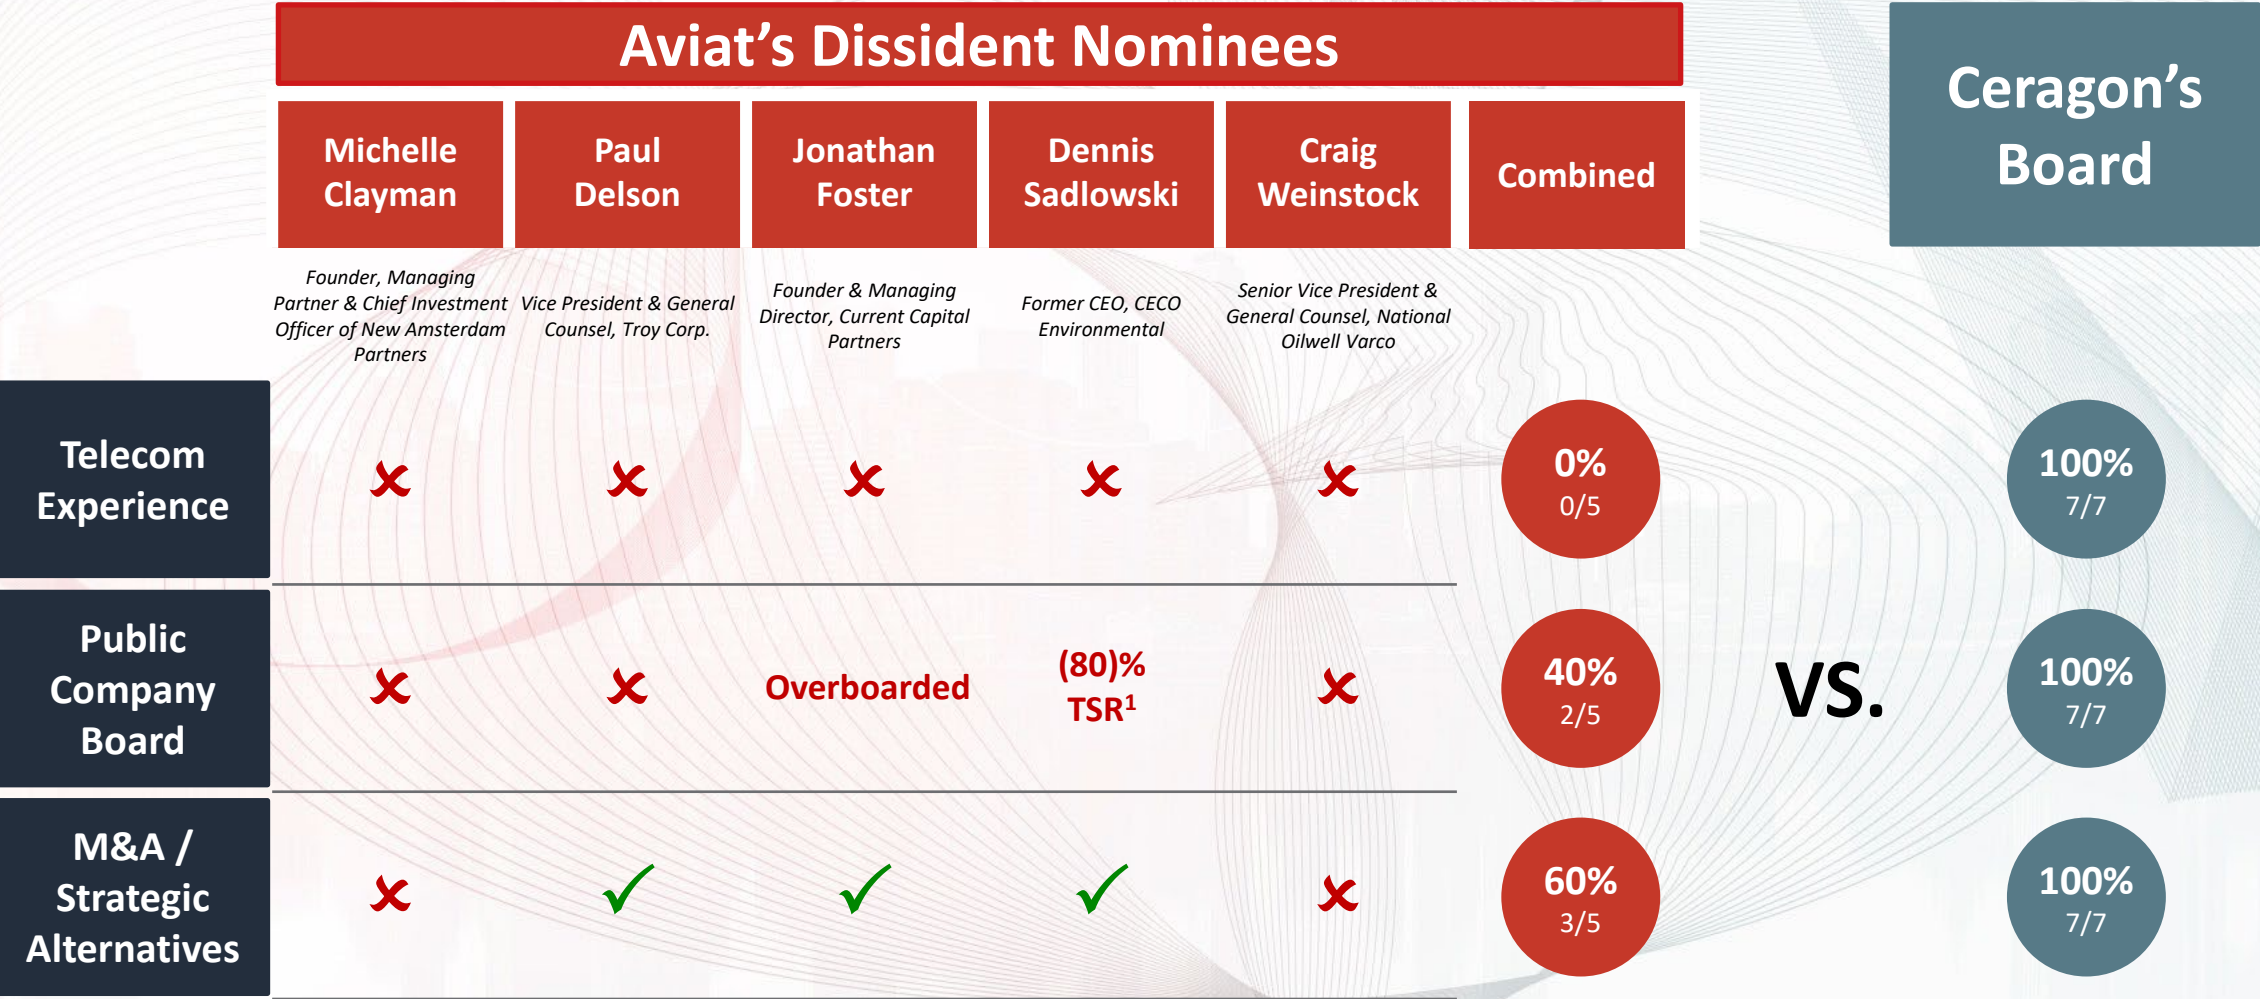 Aviat's Dissident Nominees
Ceragon's
Board
Michelle
Clayman
Paul
Delson
Jonathan
Foster
Dennis
Sadlowski
Craig
Weinstock
Combined
Founder, Managing
Partner & Chief Investment
Officer of New Amsterdam
Partners
Vice President & General
Counsel, Troy Corp.
Founder & Managing
Director, Current Capital
Partners
Former CEO, CECO
Environmental
Senior Vice President &
General Counsel, National
Oilwell Varco
Telecom
Experience
0%
0/5
100%
7/7
Public
Company
Board
Overboarded
(80)%
TSR¹
40%
2/5
VS.
100%
7/7
M&A /
Strategic
Alternatives
60%
3/5
100%
7/7